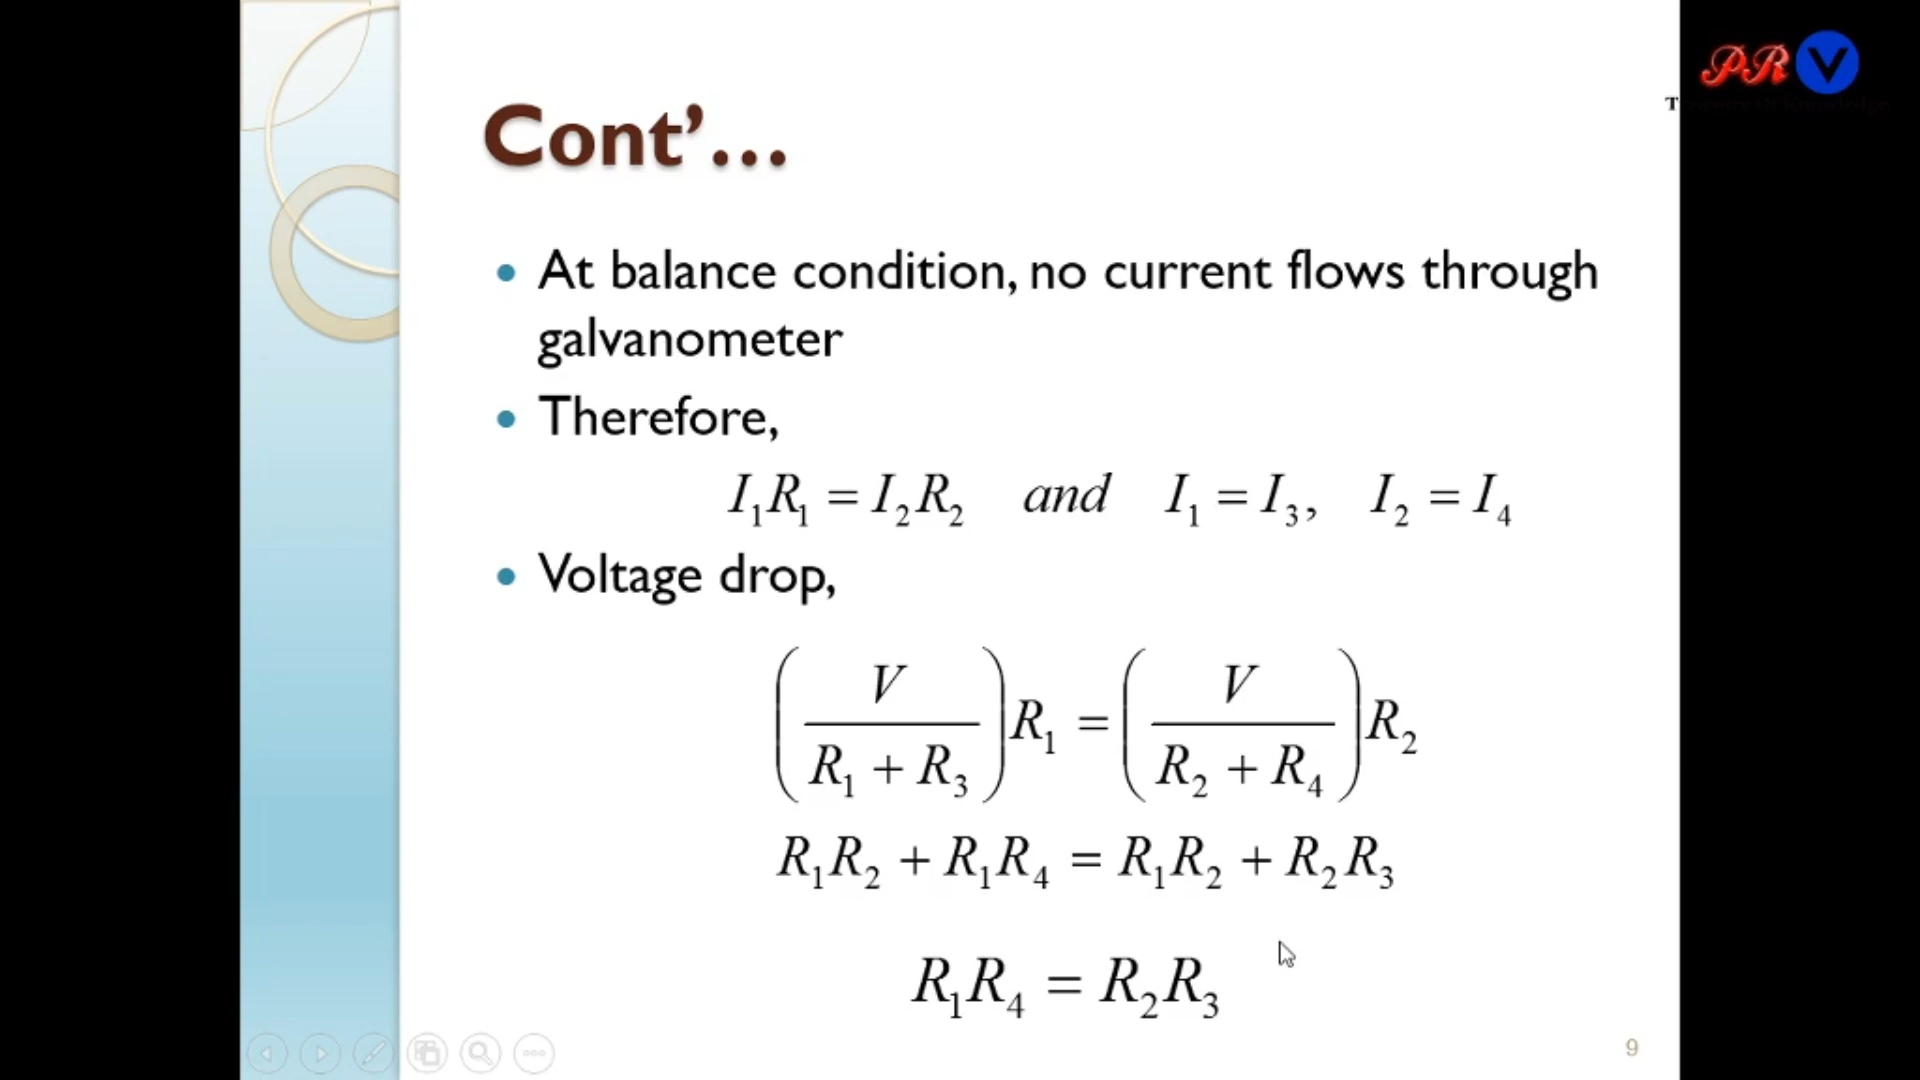 PR V
T
Cont’...
• At balance condition, no current flows through
galvanometer
• Therefore,
I₁R₁ = I₂R₂ and I₁ = I₃, I₂ = I₄
• Voltage drop,
(V / (R₁ + R₃)) R₁ = (V / (R₂ + R₄)) R₂
R₁R₂ + R₁R₄ = R₁R₂ + R₂R₃
R₁R₄ = R₂R₃
9